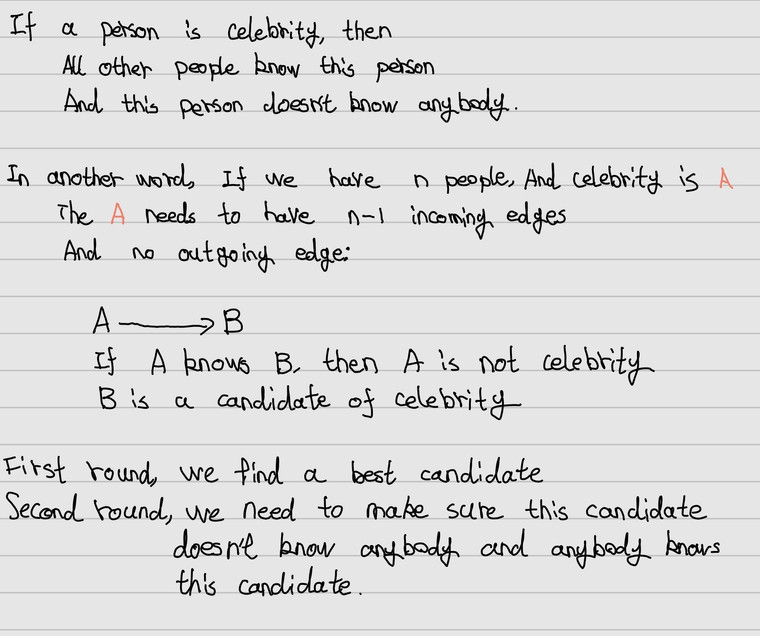 If a person is celebrity, then
All other people know this person
And this person doesn't know anybody.
In another word, If we have n people, And celebrity is A
The A needs to have n-1 incoming edges
And no outgoing edge:
A → B
If A knows B, then A is not celebrity
B is a candidate of celebrity
First round, we find a best candidate
Second round, we need to make sure this candidate
doesn't know anybody and anybody knows
this candidate.